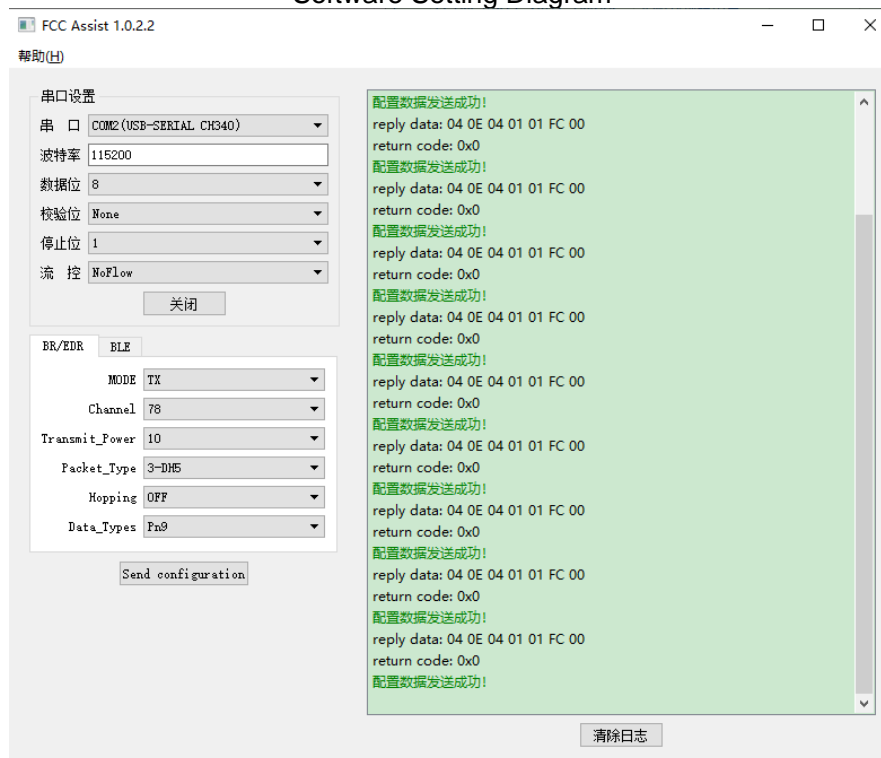 Software Setting Diagram
FCC Assist 1.0.2.2
帮助(H)
串口设置
串 口 COM2(USB-SERIAL CH340)
波特率 115200
数据位 8
校验位 None
停止位 1
流 控 NoFlow
关闭
BR/EDR BLE
MODE TX
Channel 78
Transmit_Power 10
Packet_Type 3-DH5
Hopping OFF
Data_Types Pn9
Send configuration
配置数据发送成功!
reply data: 04 0E 04 01 01 FC 00
return code: 0x0
配置数据发送成功!
reply data: 04 0E 04 01 01 FC 00
return code: 0x0
配置数据发送成功!
reply data: 04 0E 04 01 01 FC 00
return code: 0x0
配置数据发送成功!
reply data: 04 0E 04 01 01 FC 00
return code: 0x0
配置数据发送成功!
reply data: 04 0E 04 01 01 FC 00
return code: 0x0
配置数据发送成功!
reply data: 04 0E 04 01 01 FC 00
return code: 0x0
配置数据发送成功!
reply data: 04 0E 04 01 01 FC 00
return code: 0x0
配置数据发送成功!
reply data: 04 0E 04 01 01 FC 00
return code: 0x0
配置数据发送成功!
reply data: 04 0E 04 01 01 FC 00
return code: 0x0
配置数据发送成功!
清除日志